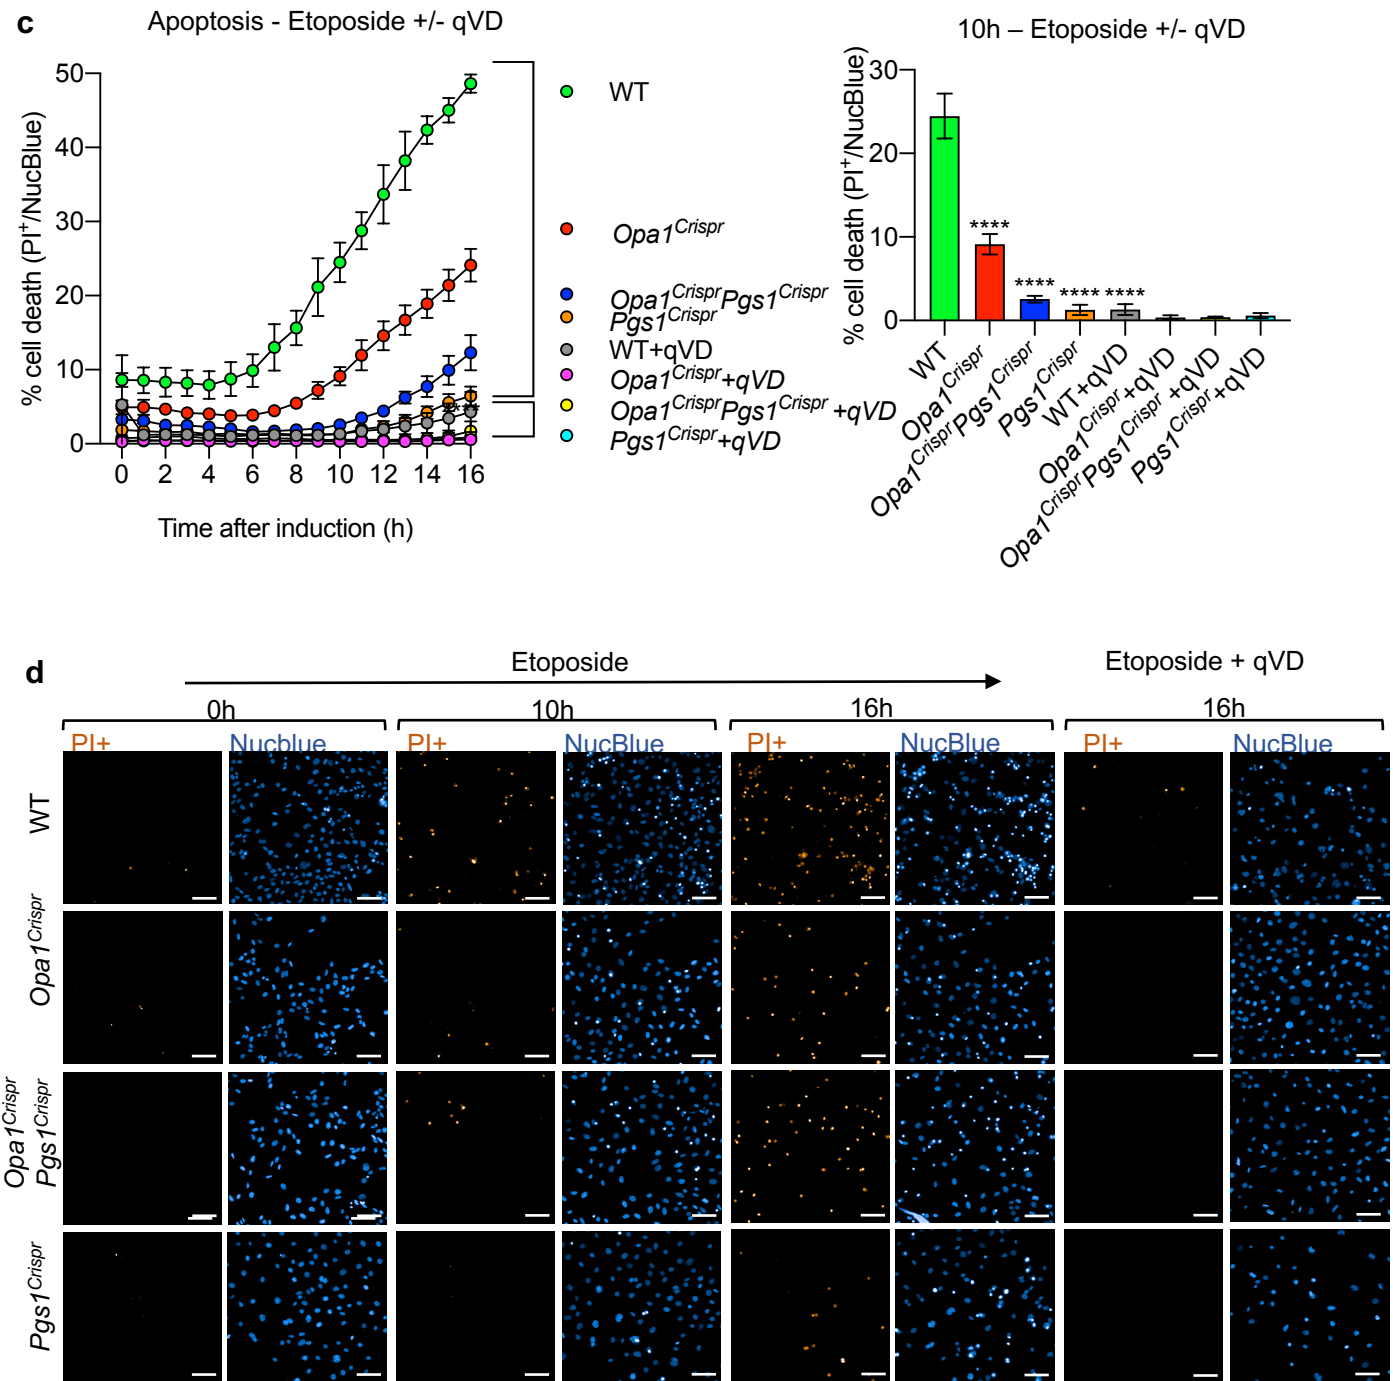 c
Apoptosis - Etoposide +/- qVD
% cell death (PI+/NucBlue)
50
40
30
20
10
0
0 2 4 6 8 10 12 14 16
Time after induction (h)
WT
Opa1Crispr
Opa1CrisprPgs1Crispr
Pgs1Crispr
WT+qVD
Opa1Crispr+qVD
Opa1CrisprPgs1Crispr+qVD
Pgs1Crispr+qVD
10h – Etoposide +/- qVD
% cell death (PI+/NucBlue)
30
20
10
0
**** **** **** ****
WT
Opa1Crispr
Opa1CrisprPgs1Crispr
Pgs1Crispr
WT+qVD
Opa1Crispr+qVD
Opa1CrisprPgs1Crispr+qVD
Pgs1Crispr+qVD
d
Etoposide
Etoposide + qVD
0h 10h 16h 16h
PI+ Nucblue PI+ NucBlue PI+ NucBlue PI+ NucBlue
WT
Opa1Crispr
Opa1Crispr
Pgs1Crispr
Pgs1Crispr